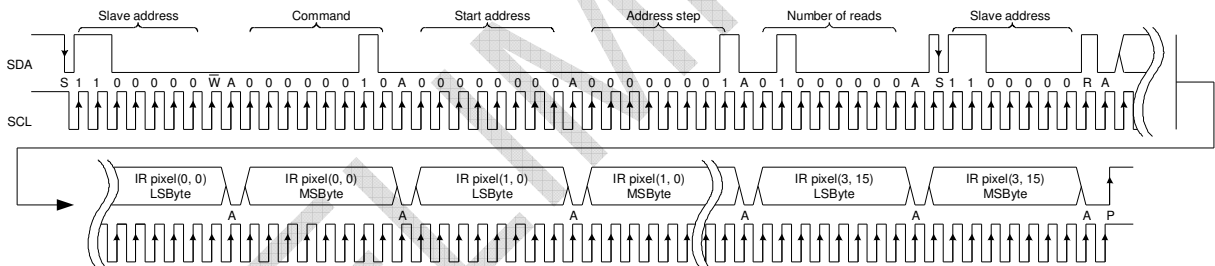 Slave address Command Start address Address step Number of reads Slave address
SDA
S 1 1 0 0 0 0 0 W̅ A 0 0 0 0 0 0 1 0 A 0 0 0 0 0 0 0 0 A 0 0 0 0 0 0 0 1 A 0 1 0 0 0 0 0 0 A S 1 1 0 0 0 0 0 R A
SCL
IR pixel(0, 0) IR pixel(0, 0) IR pixel(1, 0) IR pixel(1, 0) IR pixel(3, 15) IR pixel(3, 15)
LSByte MSByte LSByte MSByte LSByte MSByte
A A A A A A P